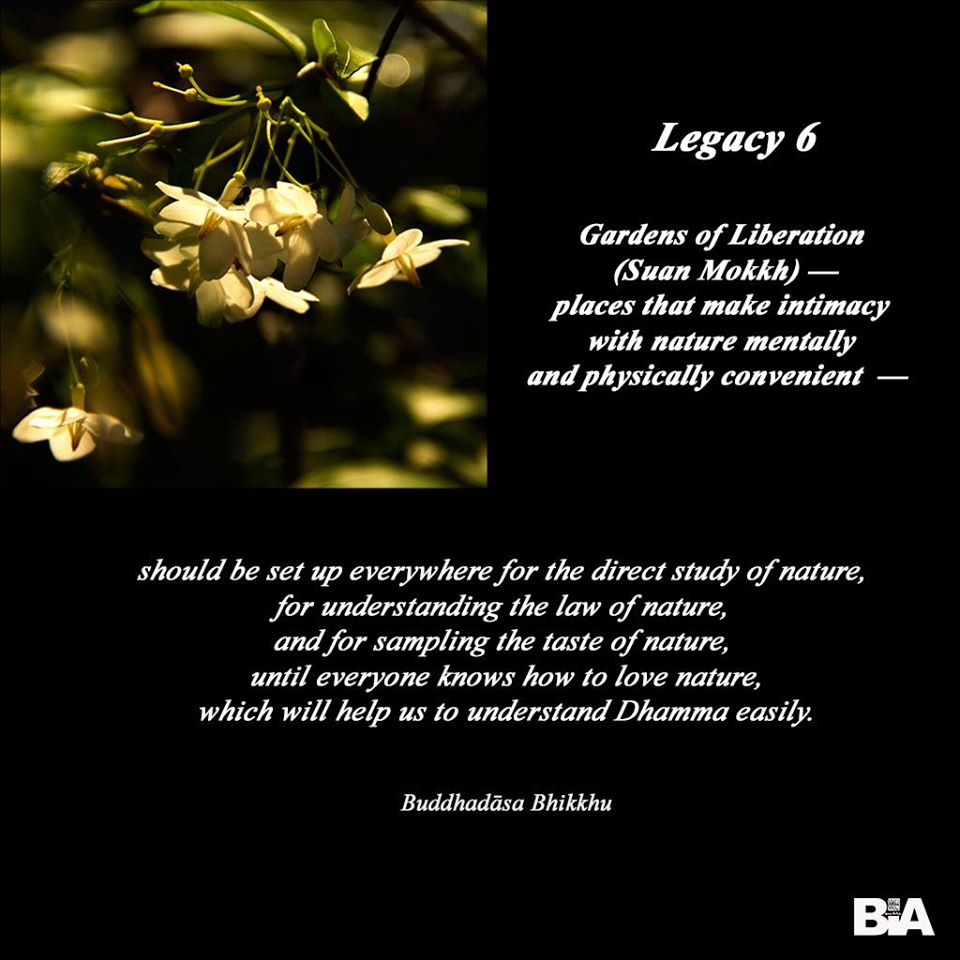 Legacy 6
Gardens of Liberation
(Suan Mokkh) —
places that make intimacy
with nature mentally
and physically convenient —
should be set up everywhere for the direct study of nature,
for understanding the law of nature,
and for sampling the taste of nature,
until everyone knows how to love nature,
which will help us to understand Dhamma easily.
Buddhadāsa Bhikkhu
BiA